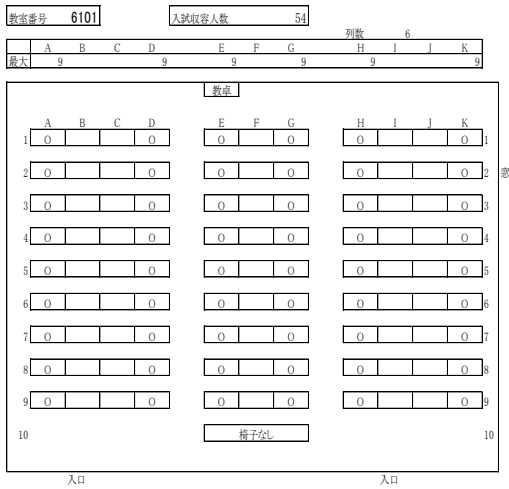 教室番号 6101 入試収容人数 54
列数 6
A B C D E F G H I J K
最大 9 9 9 9 9 9
教卓
A B C D E F G H I J K
1 O O O O O O 1
2 O O O O O O 2 窓
3 O O O O O O 3
4 O O O O O O 4
5 O O O O O O 5
6 O O O O O O 6
7 O O O O O O 7
8 O O O O O O 8
9 O O O O O O 9
10 椅子なし 10
入口 入口